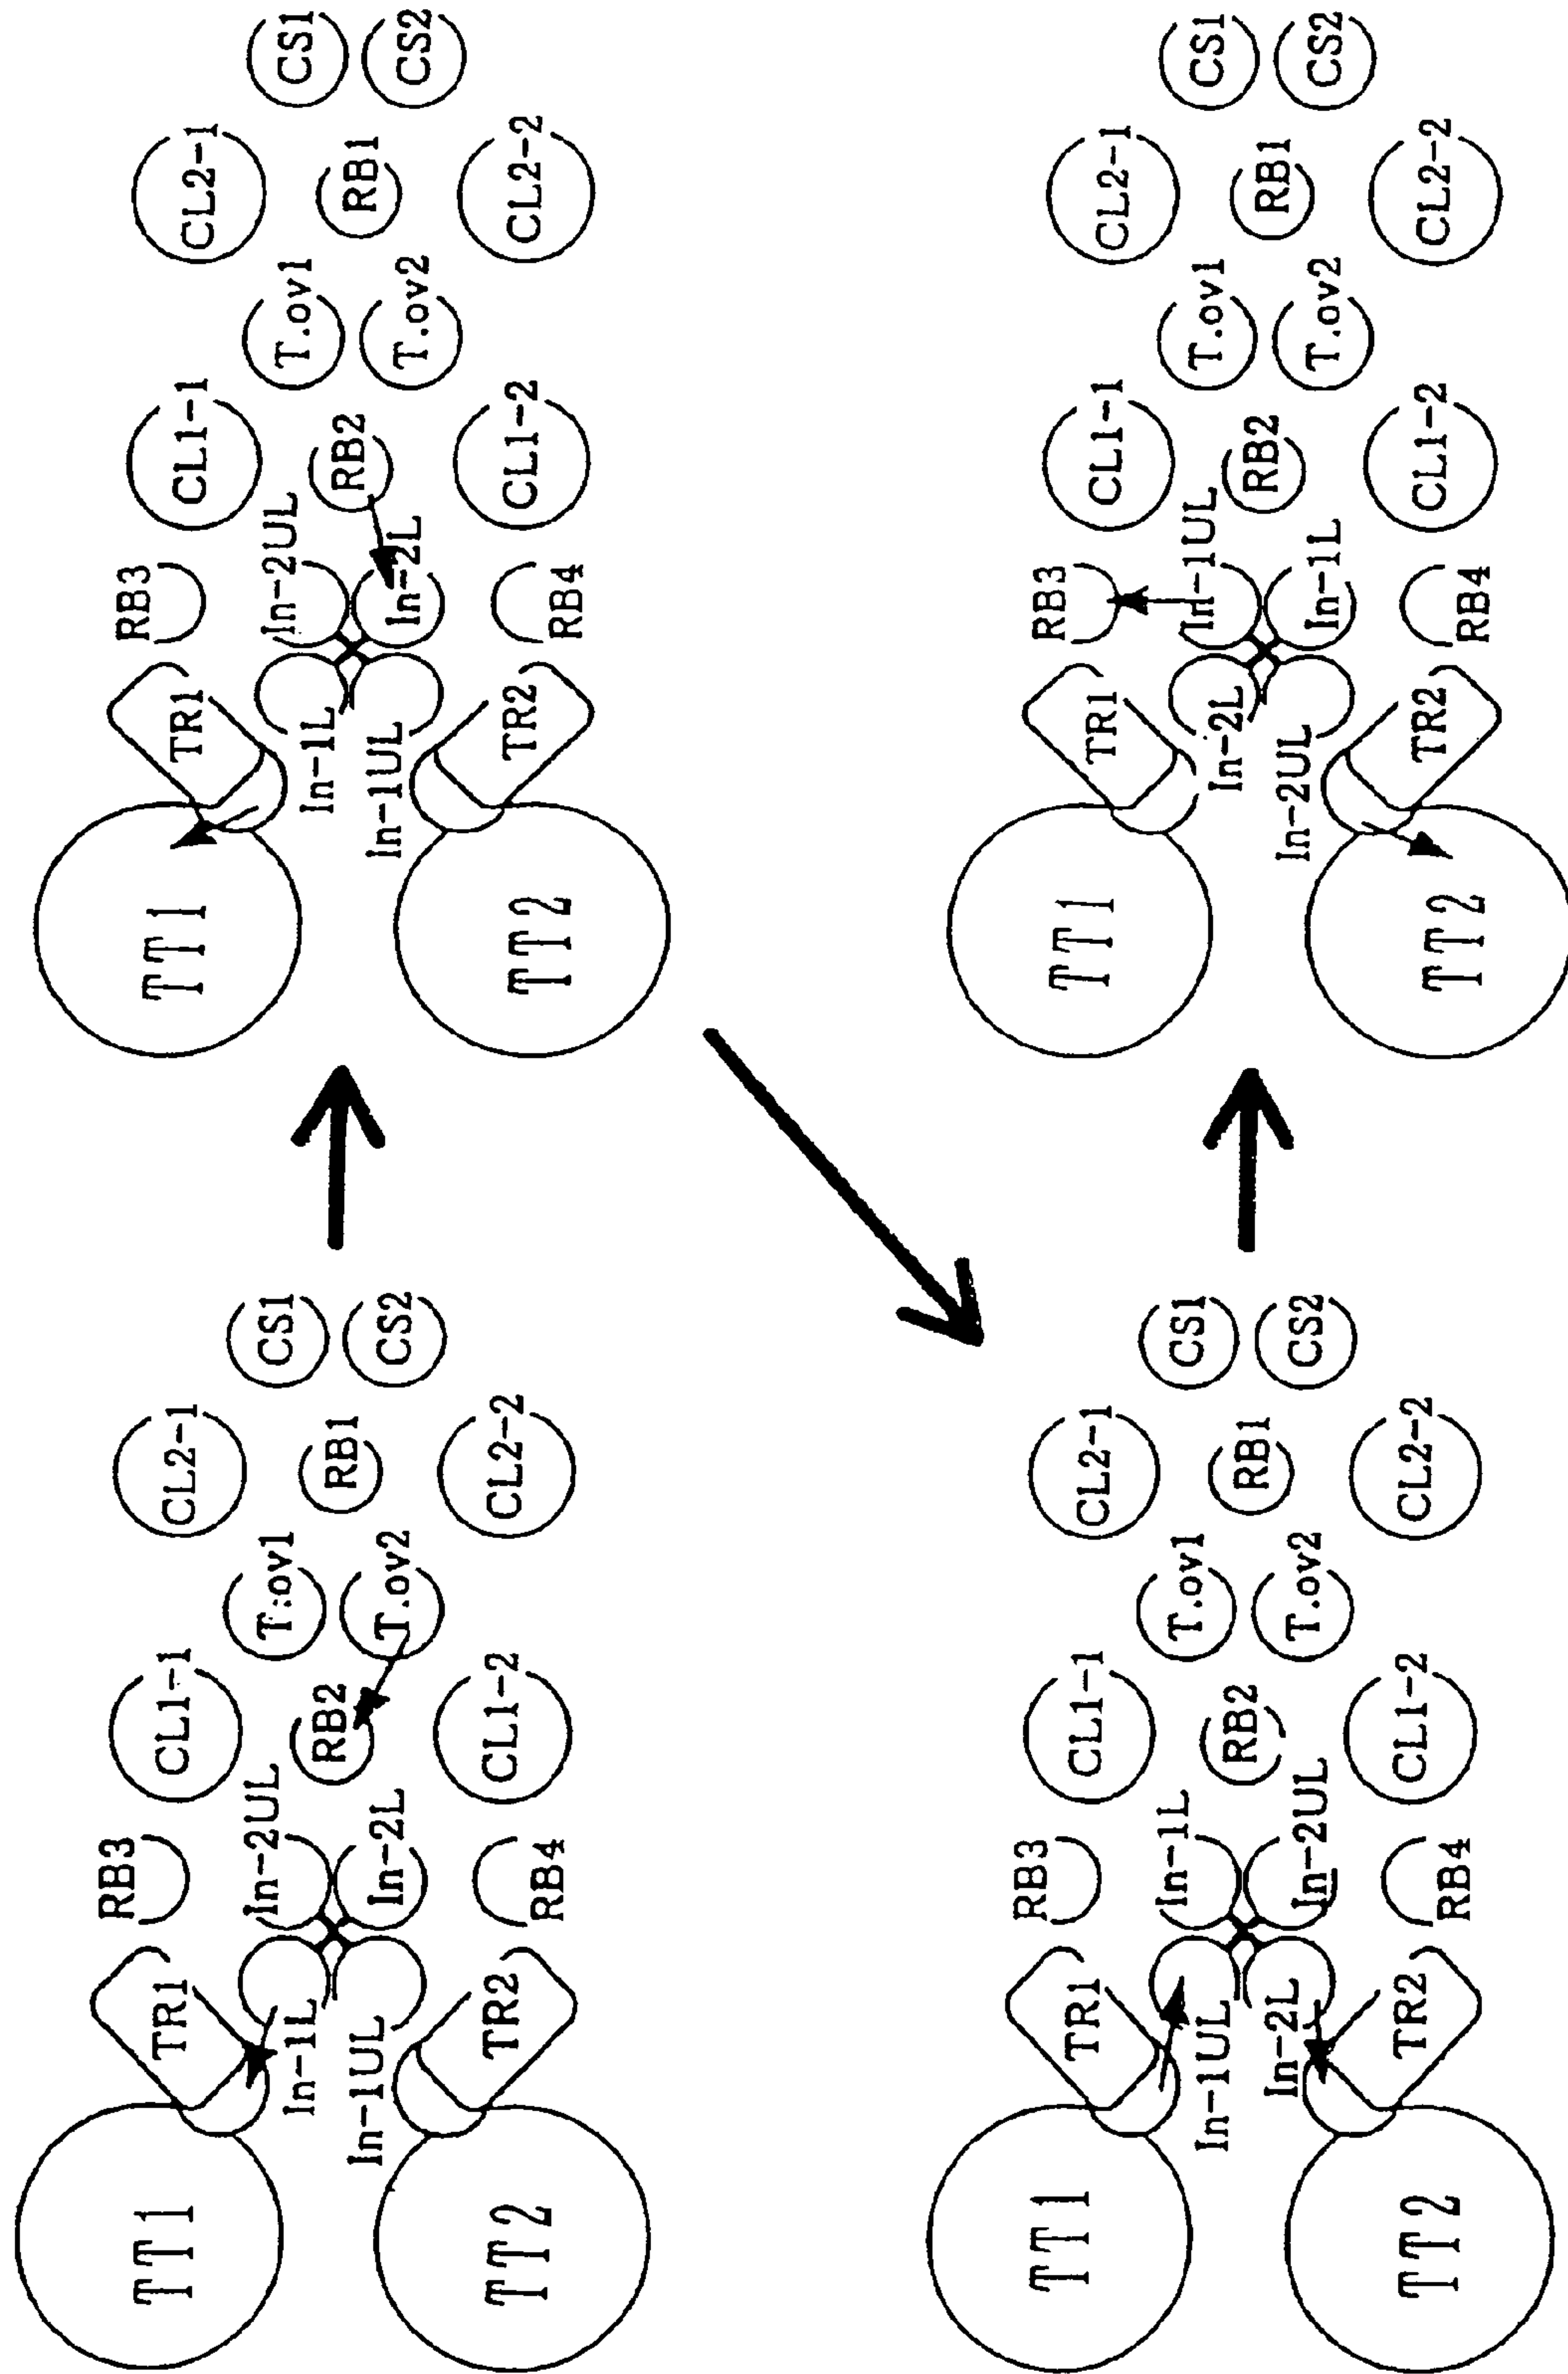 TT1
TT2
TR1
In-1L
In-1UL
TR2
RB3
In-2UL
In-2L
RB4
CL1-1
RB2
CL1-2
T.ov1
T.ov2
CL2-1
RB1
CL2-2
CS1
CS2
TT1
TT2
TR1
In-1L
In-1UL
TR2
RB3
In-2UL
In-2L
RB4
CL1-1
RB2
CL1-2
T.ov1
T.ov2
CL2-1
RB1
CL2-2
CS1
CS2
TT1
TT2
TR1
In-1UL
In-2L
TR2
RB3
In-1L
In-2UL
RB4
CL1-1
RB2
CL1-2
T.ov1
T.ov2
CL2-1
RB1
CL2-2
CS1
CS2
TT1
TT2
TR1
In-2L
In-2UL
TR2
RB3
In-1UL
In-1L
RB4
CL1-1
RB2
CL1-2
T.ov1
T.ov2
CL2-1
RB1
CL2-2
CS1
CS2